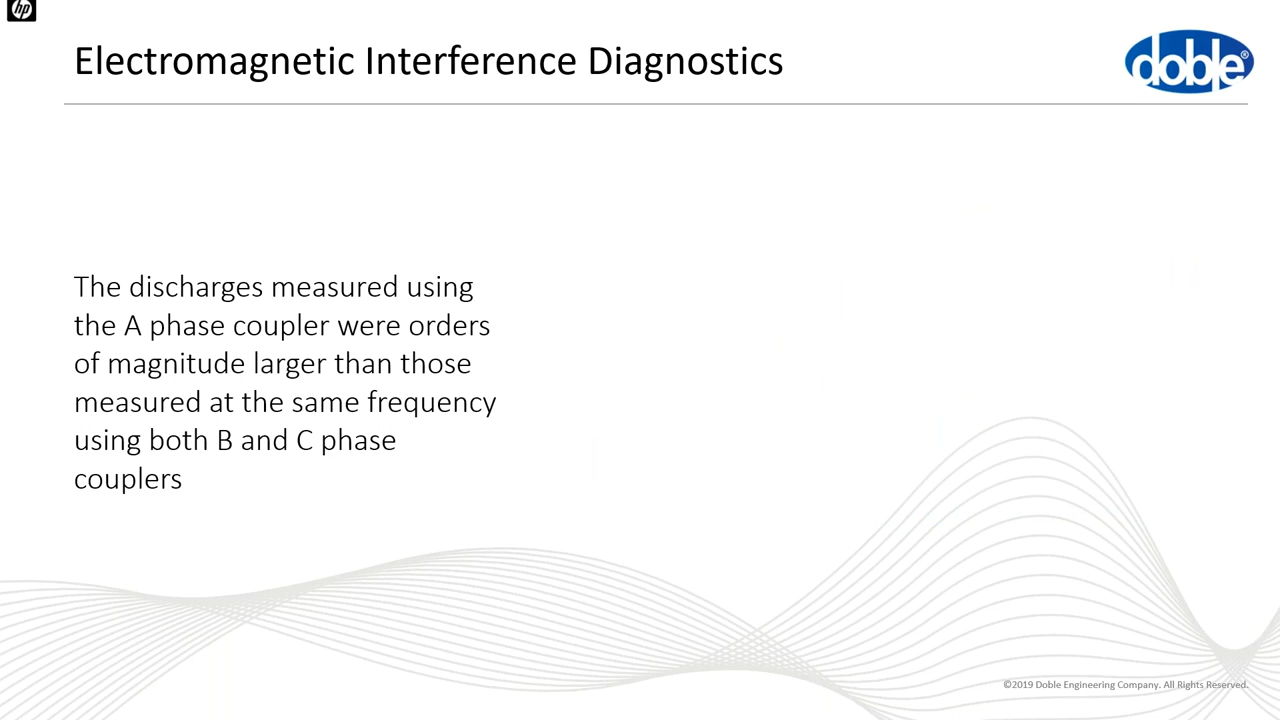 hp
Electromagnetic Interference Diagnostics
doble®
The discharges measured using
the A phase coupler were orders
of magnitude larger than those
measured at the same frequency
using both B and C phase
couplers
©2019 Doble Engineering Company. All Rights Reserved.